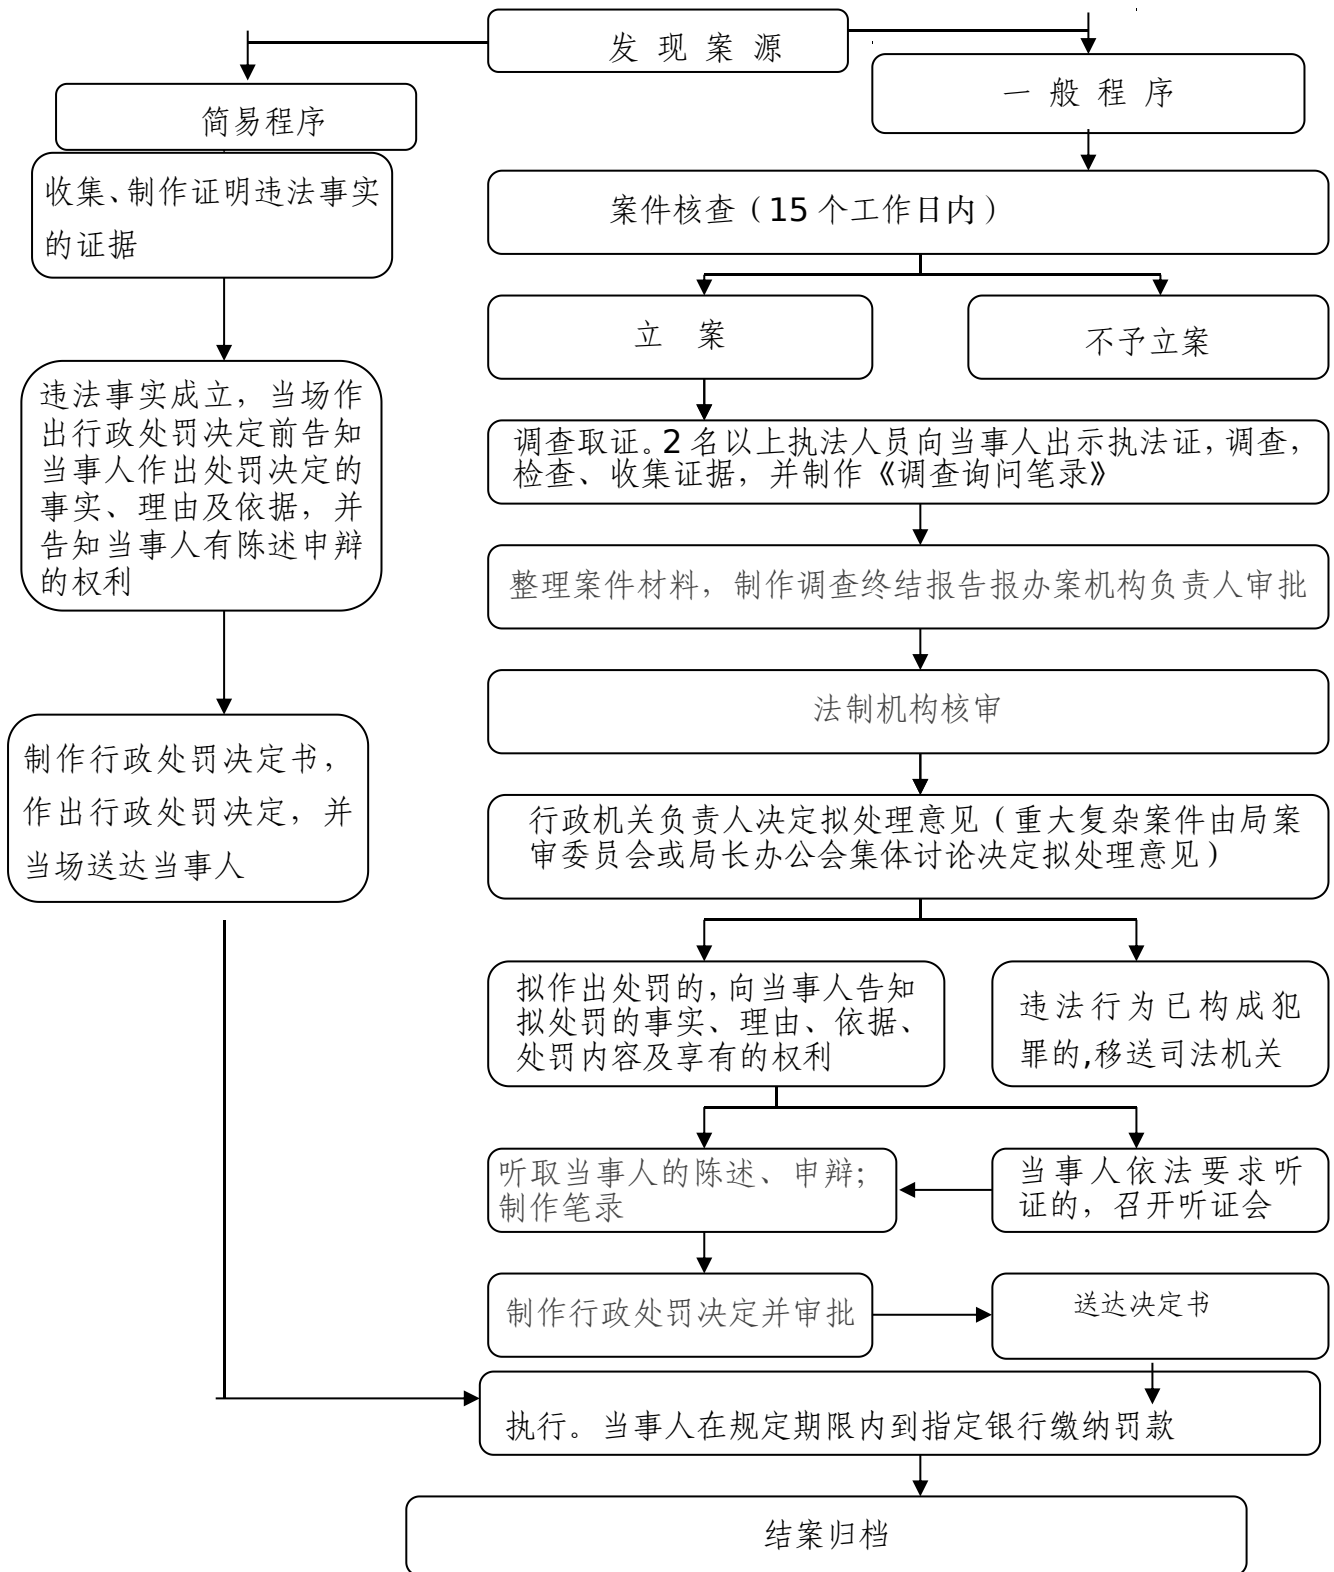 发 现 案 源
简易程序
收集、制作证明违法事实
的证据
违法事实成立，当场作
出行政处罚决定前告知
当事人作出处罚决定的
事实、理由及依据，并
告知当事人有陈述申辩
的权利
制作行政处罚决定书，
作出行政处罚决定，并
当场送达当事人
一 般 程 序
案件核查（15个工作日内）
立 案
不予立案
调查取证。2名以上执法人员向当事人出示执法证，调查，
检查、收集证据，并制作《调查询问笔录》
整理案件材料，制作调查终结报告报办案机构负责人审批
法制机构核审
行政机关负责人决定拟处理意见（重大复杂案件由局案
审委员会或局长办公会集体讨论决定拟处理意见）
拟作出处罚的，向当事人告知
拟处罚的事实、理由、依据、
处罚内容及享有的权利
违法行为已构成犯
罪的,移送司法机关
听取当事人的陈述、申辩；
制作笔录
当事人依法要求听
证的，召开听证会
制作行政处罚决定并审批
送达决定书
执行。当事人在规定期限内到指定银行缴纳罚款
结案归档